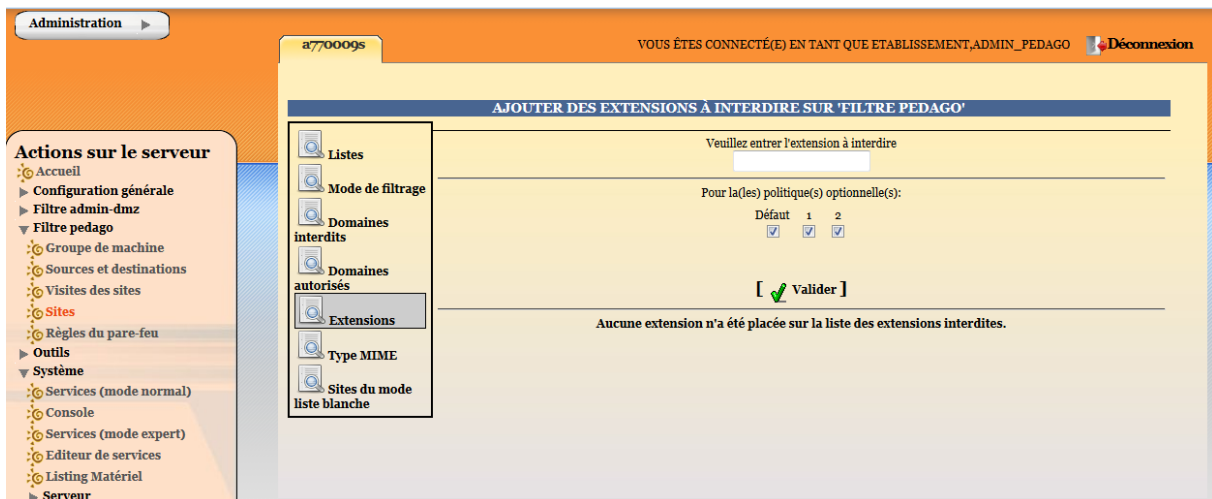 Administration
a770009s
VOUS ÊTES CONNECTÉ(E) EN TANT QUE ETABLISSEMENT,ADMIN_PEDAGO
Déconnexion
Actions sur le serveur
Accueil
Configuration générale
Filtre admin-dmz
Filtre pedago
Groupe de machine
Sources et destinations
Visites des sites
Sites
Règles du pare-feu
Outils
Système
Services (mode normal)
Console
Services (mode expert)
Editeur de services
Listing Matériel
Serveur
AJOUTER DES EXTENSIONS À INTERDIRE SUR 'FILTRE PEDAGO'
Listes
Mode de filtrage
Domaines
interdits
Domaines
autorisés
Extensions
Type MIME
Sites du mode
liste blanche
Veuillez entrer l'extension à interdire
Pour la(les) politique(s) optionnelle(s):
Défaut 1 2
[ Valider ]
Aucune extension n'a été placée sur la liste des extensions interdites.